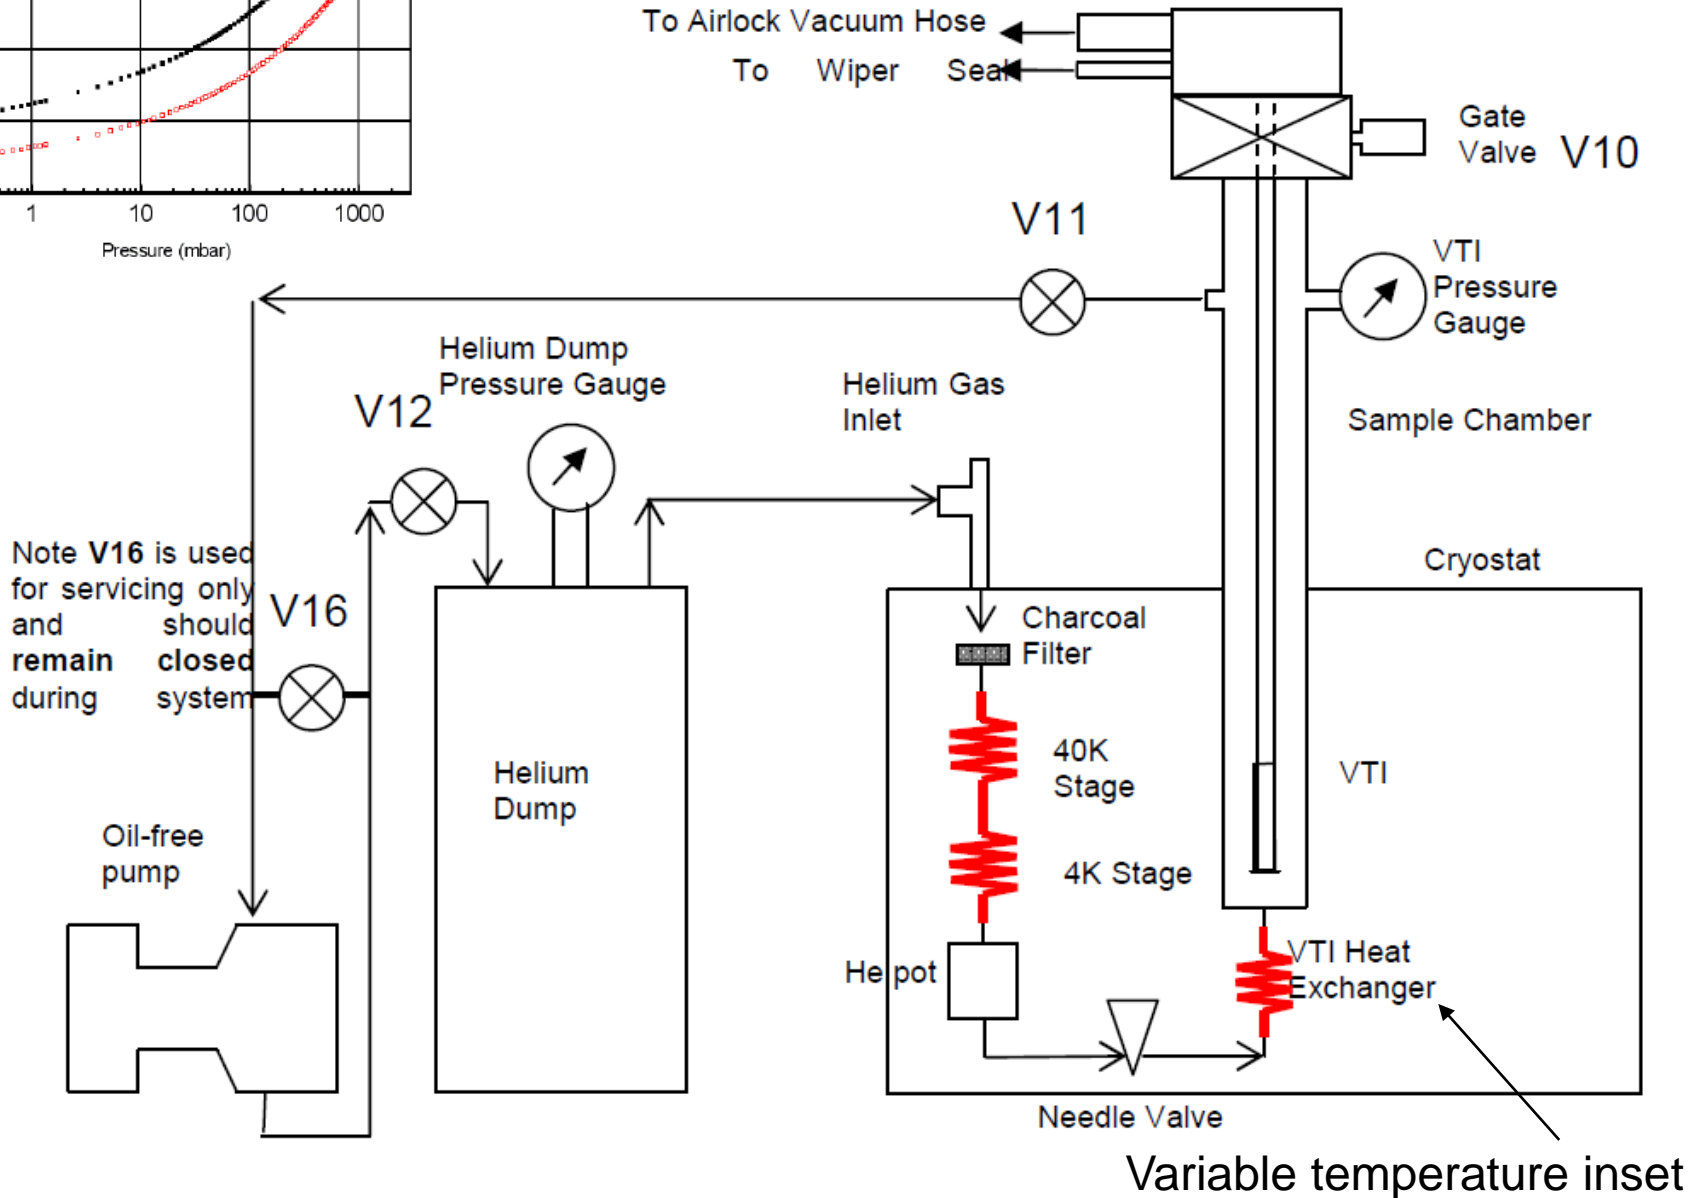 To Airlock Vacuum Hose
To Wiper Seal
Gate
Valve V10
1 10 100 1000
Pressure (mbar)
V11
VTI
Pressure
Gauge
Helium Dump
Pressure Gauge
V12
Helium Gas
Inlet
Sample Chamber
Cryostat
Note V16 is used
for servicing only
and should
remain closed
during system
V16
Charcoal
Filter
40K
Stage
Helium
Dump
VTI
Oil-free
pump
4K Stage
He pot
VTI Heat
Exchanger
Needle Valve
Variable temperature inset